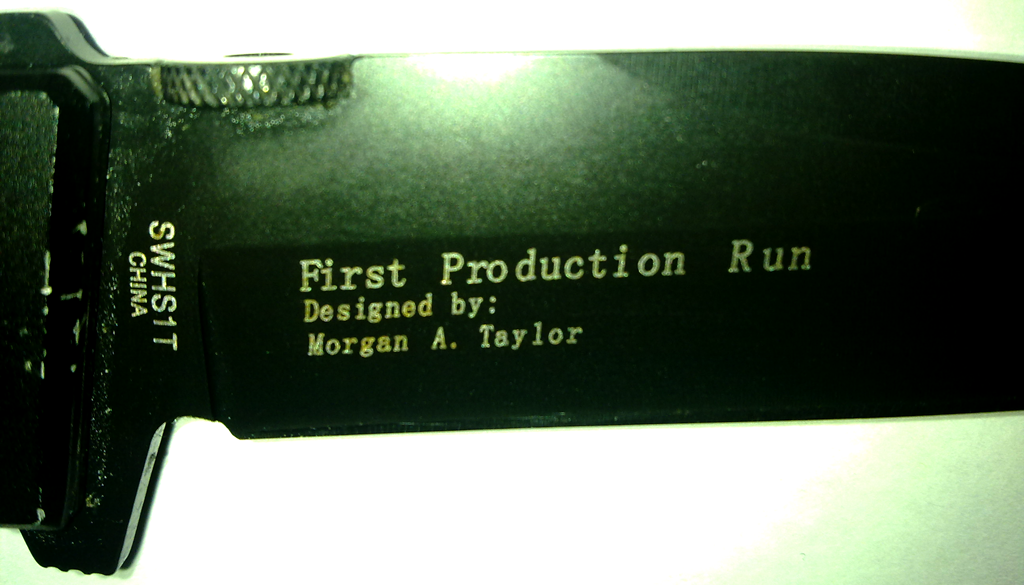 SWHS1T
CHINA
First Production Run
Designed by:
Morgan A. Taylor